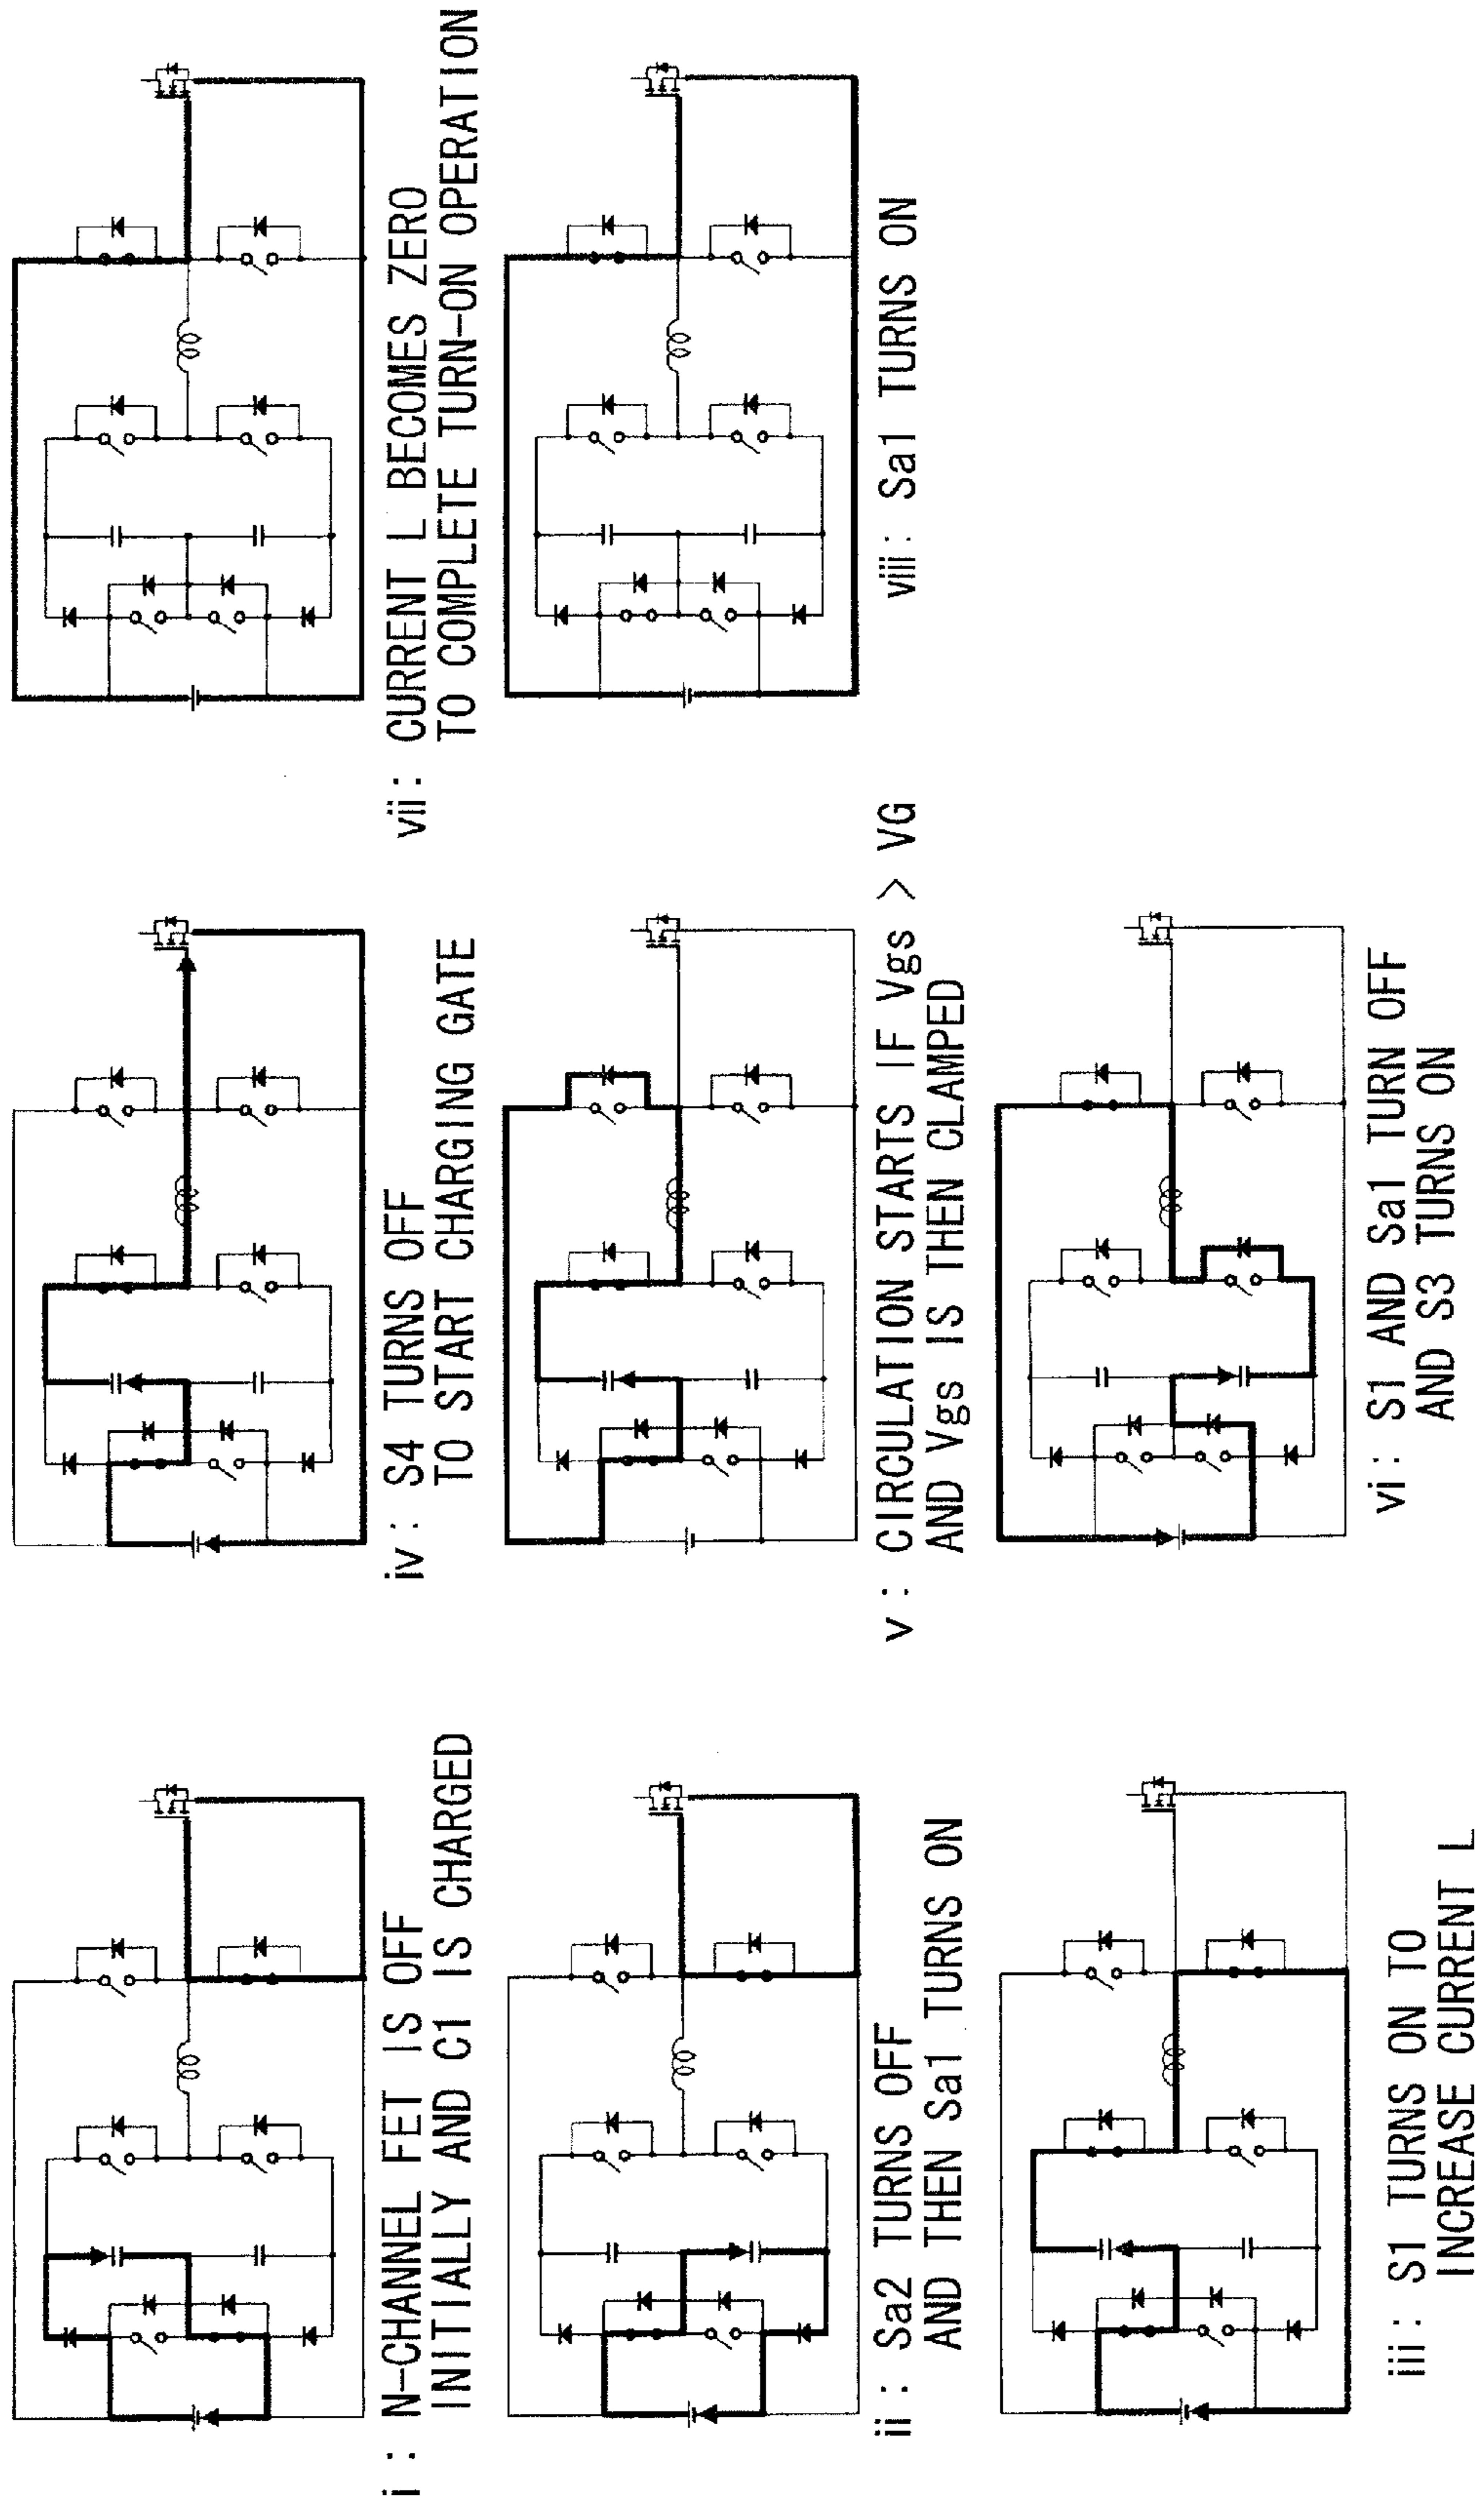 i : N-CHANNEL FET IS OFF
INITIALLY AND C1 IS CHARGED
ii : Sa2 TURNS OFF
AND THEN Sa1 TURNS ON
iii : S1 TURNS ON TO
INCREASE CURRENT L
iv : S4 TURNS OFF
TO START CHARGING GATE
v : CIRCULATION STARTS IF Vgs > VG
AND Vgs IS THEN CLAMPED
vi : S1 AND Sa1 TURN OFF
AND S3 TURNS ON
vii : CURRENT L BECOMES ZERO
TO COMPLETE TURN-ON OPERATION
viii : Sa1 TURNS ON